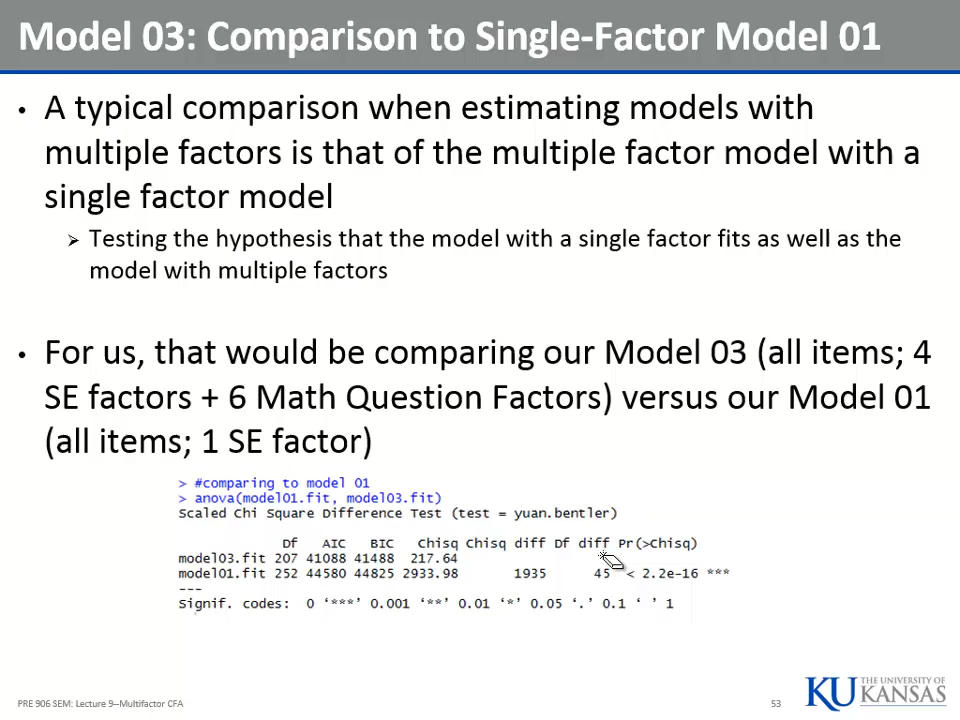 Model 03: Comparison to Single-Factor Model 01
• A typical comparison when estimating models with
multiple factors is that of the multiple factor model with a
single factor model
➢ Testing the hypothesis that the model with a single factor fits as well as the
model with multiple factors
• For us, that would be comparing our Model 03 (all items; 4
SE factors + 6 Math Question Factors) versus our Model 01
(all items; 1 SE factor)
> #comparing to model 01
> anova(model01.fit, model03.fit)
Scaled Chi Square Difference Test (test = yuan.bentler)
Df AIC BIC Chisq Chisq diff Df diff Pr(>Chisq)
model03.fit 207 41088 41488 217.64
model01.fit 252 44580 44825 2933.98 1935 45 < 2.2e-16 ***
---
Signif. codes: 0 ‘***’ 0.001 ‘**’ 0.01 ‘*’ 0.05 ‘.’ 0.1 ‘ ’ 1
PRE 906 SEM: Lecture 9--Multifactor CFA
53
KU THE UNIVERSITY OF
KANSAS